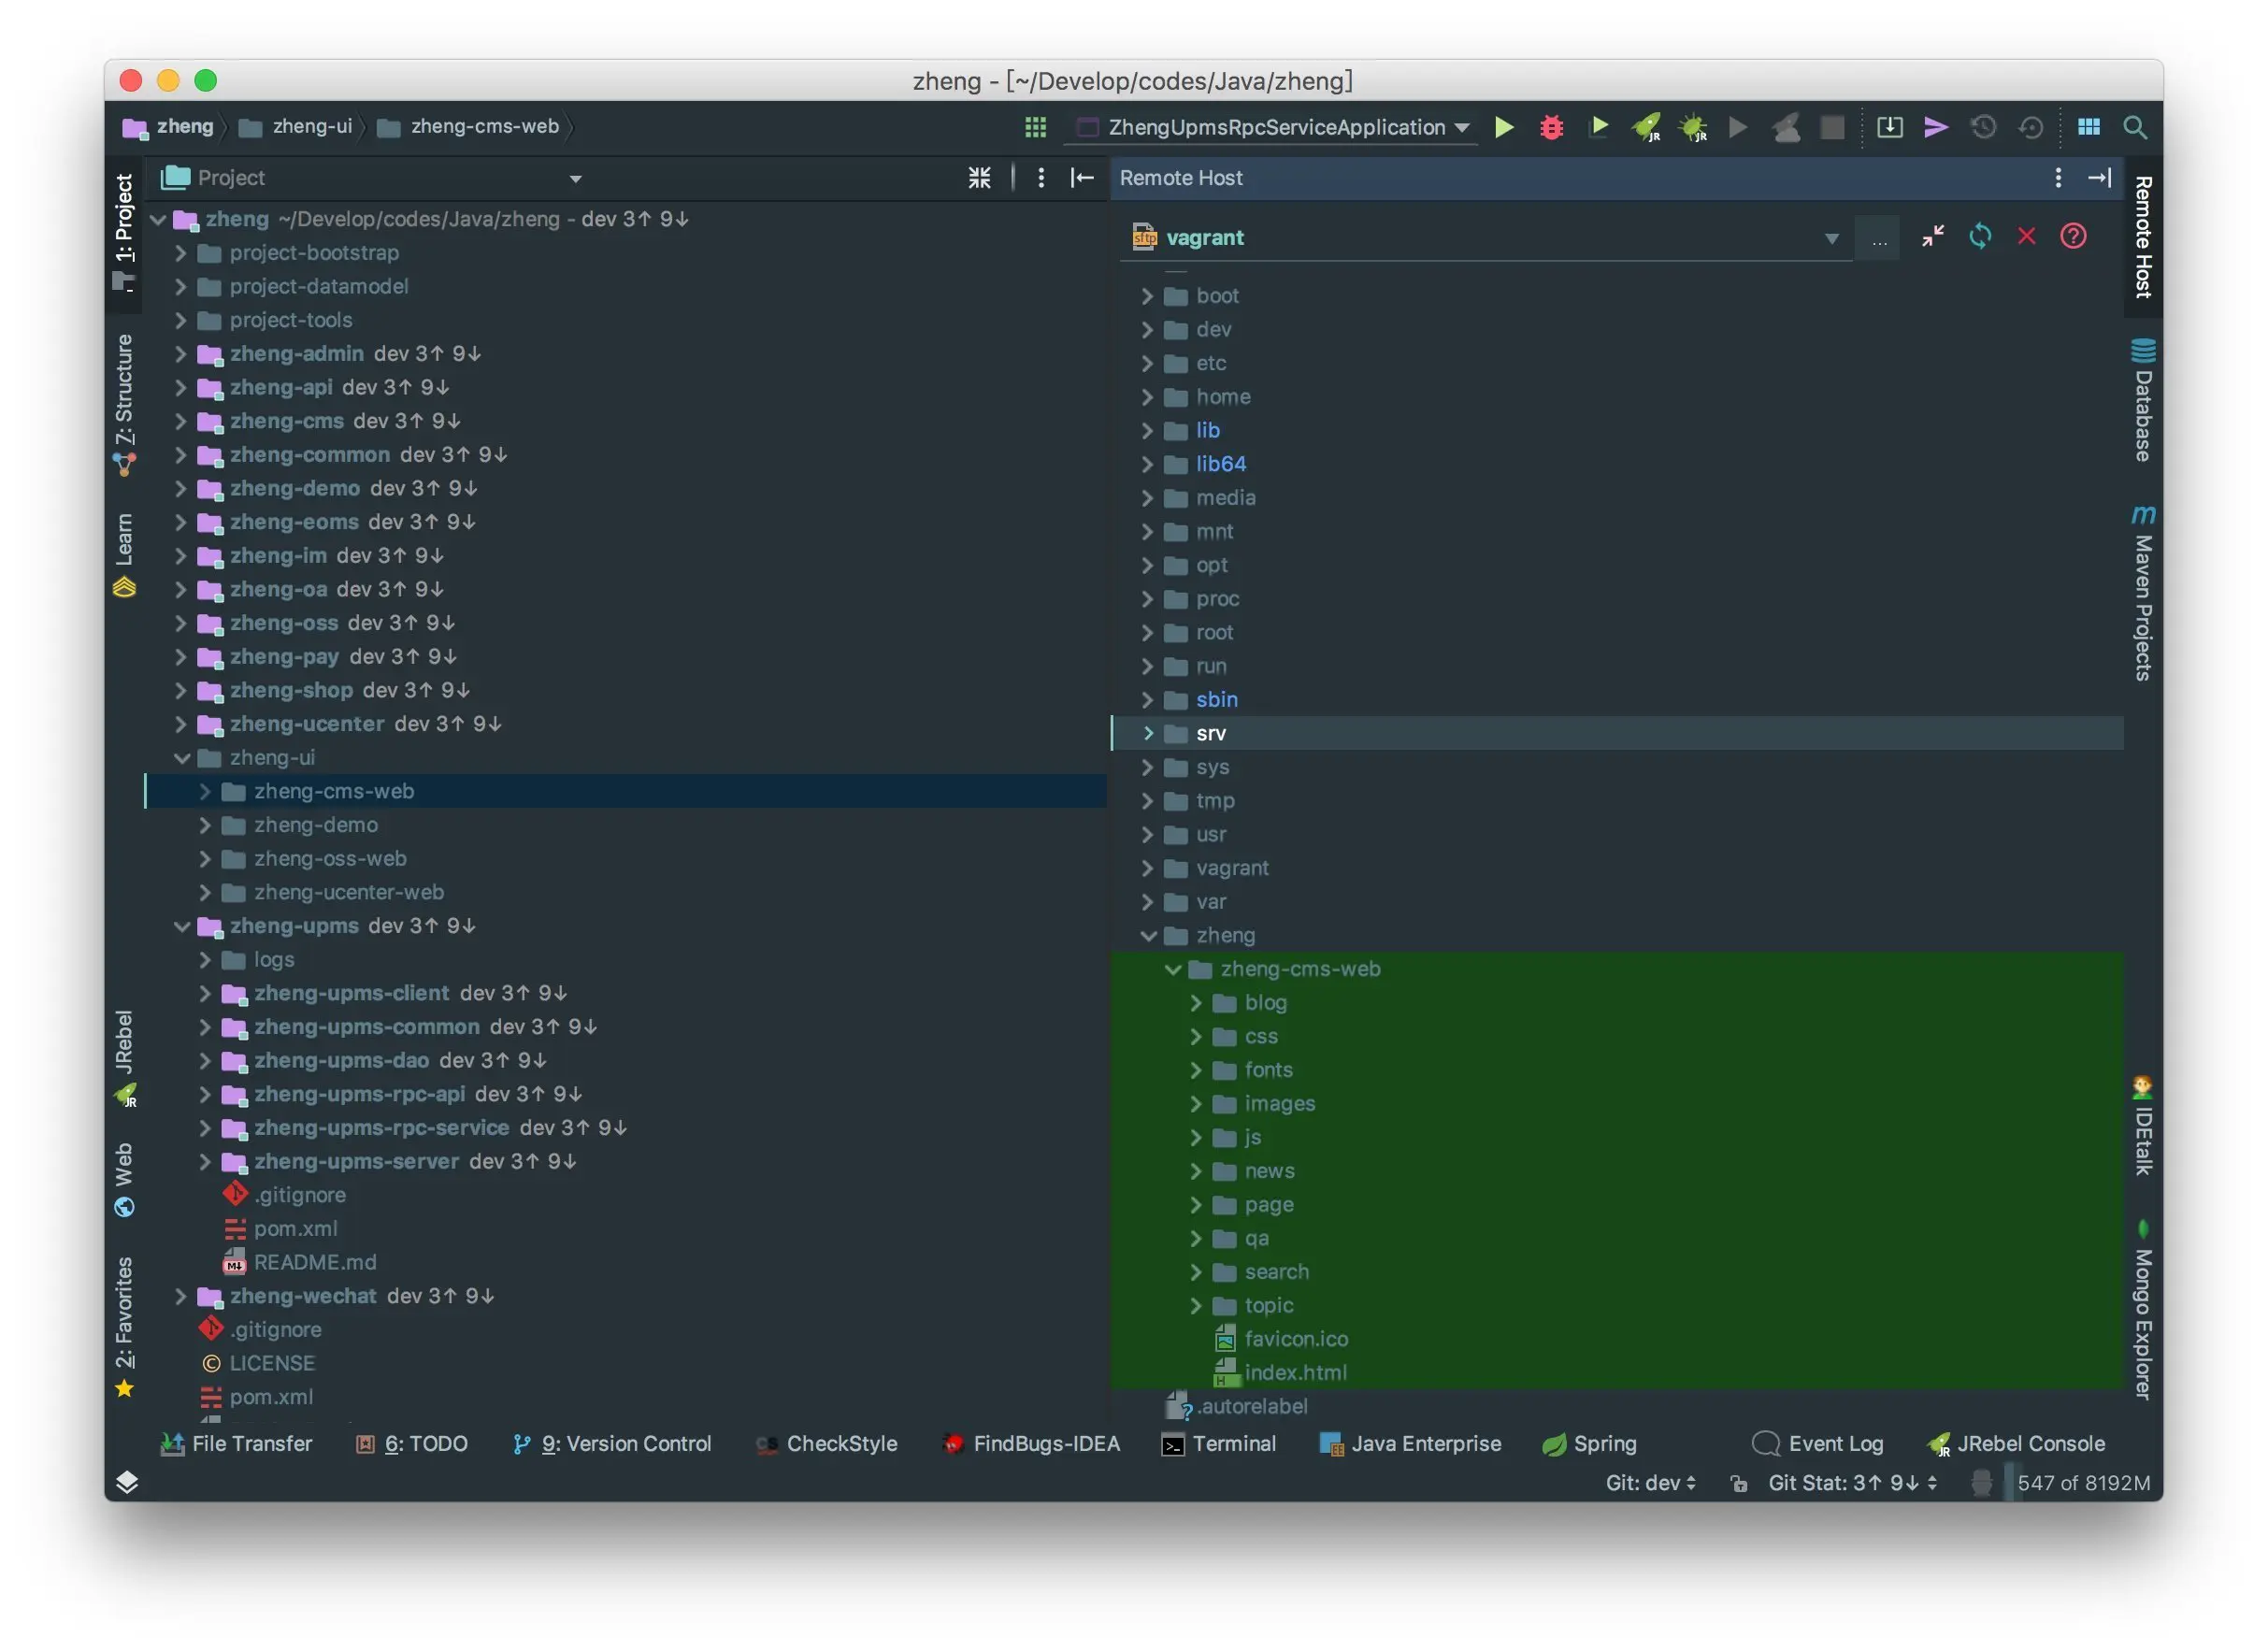 zheng - [~/Develop/codes/Java/zheng]
zheng zheng-ui zheng-cms-web
ZhengUpmsRpcServiceApplication
Project
Remote Host
vagrant
...
1: Project
7: Structure
Learn
JRebel
Web
2: Favorites
zheng ~/Develop/codes/Java/zheng - dev 3↑ 9↓
project-bootstrap
project-datamodel
project-tools
zheng-admin dev 3↑ 9↓
zheng-api dev 3↑ 9↓
zheng-cms dev 3↑ 9↓
zheng-common dev 3↑ 9↓
zheng-demo dev 3↑ 9↓
zheng-eoms dev 3↑ 9↓
zheng-im dev 3↑ 9↓
zheng-oa dev 3↑ 9↓
zheng-oss dev 3↑ 9↓
zheng-pay dev 3↑ 9↓
zheng-shop dev 3↑ 9↓
zheng-ucenter dev 3↑ 9↓
zheng-ui
zheng-cms-web
zheng-demo
zheng-oss-web
zheng-ucenter-web
zheng-upms dev 3↑ 9↓
logs
zheng-upms-client dev 3↑ 9↓
zheng-upms-common dev 3↑ 9↓
zheng-upms-dao dev 3↑ 9↓
zheng-upms-rpc-api dev 3↑ 9↓
zheng-upms-rpc-service dev 3↑ 9↓
zheng-upms-server dev 3↑ 9↓
.gitignore
pom.xml
README.md
zheng-wechat dev 3↑ 9↓
.gitignore
LICENSE
pom.xml
boot
dev
etc
home
lib
lib64
media
mnt
opt
proc
root
run
sbin
srv
sys
tmp
usr
vagrant
var
zheng
zheng-cms-web
blog
css
fonts
images
js
news
page
qa
search
topic
favicon.ico
index.html
.autorelabel
Remote Host
Database
Maven Projects
IDEtalk
Mongo Explorer
File Transfer 6: TODO 9: Version Control CheckStyle FindBugs-IDEA Terminal Java Enterprise Spring Event Log JRebel Console
Git: dev Git Stat: 3↑ 9↓ 547 of 8192M